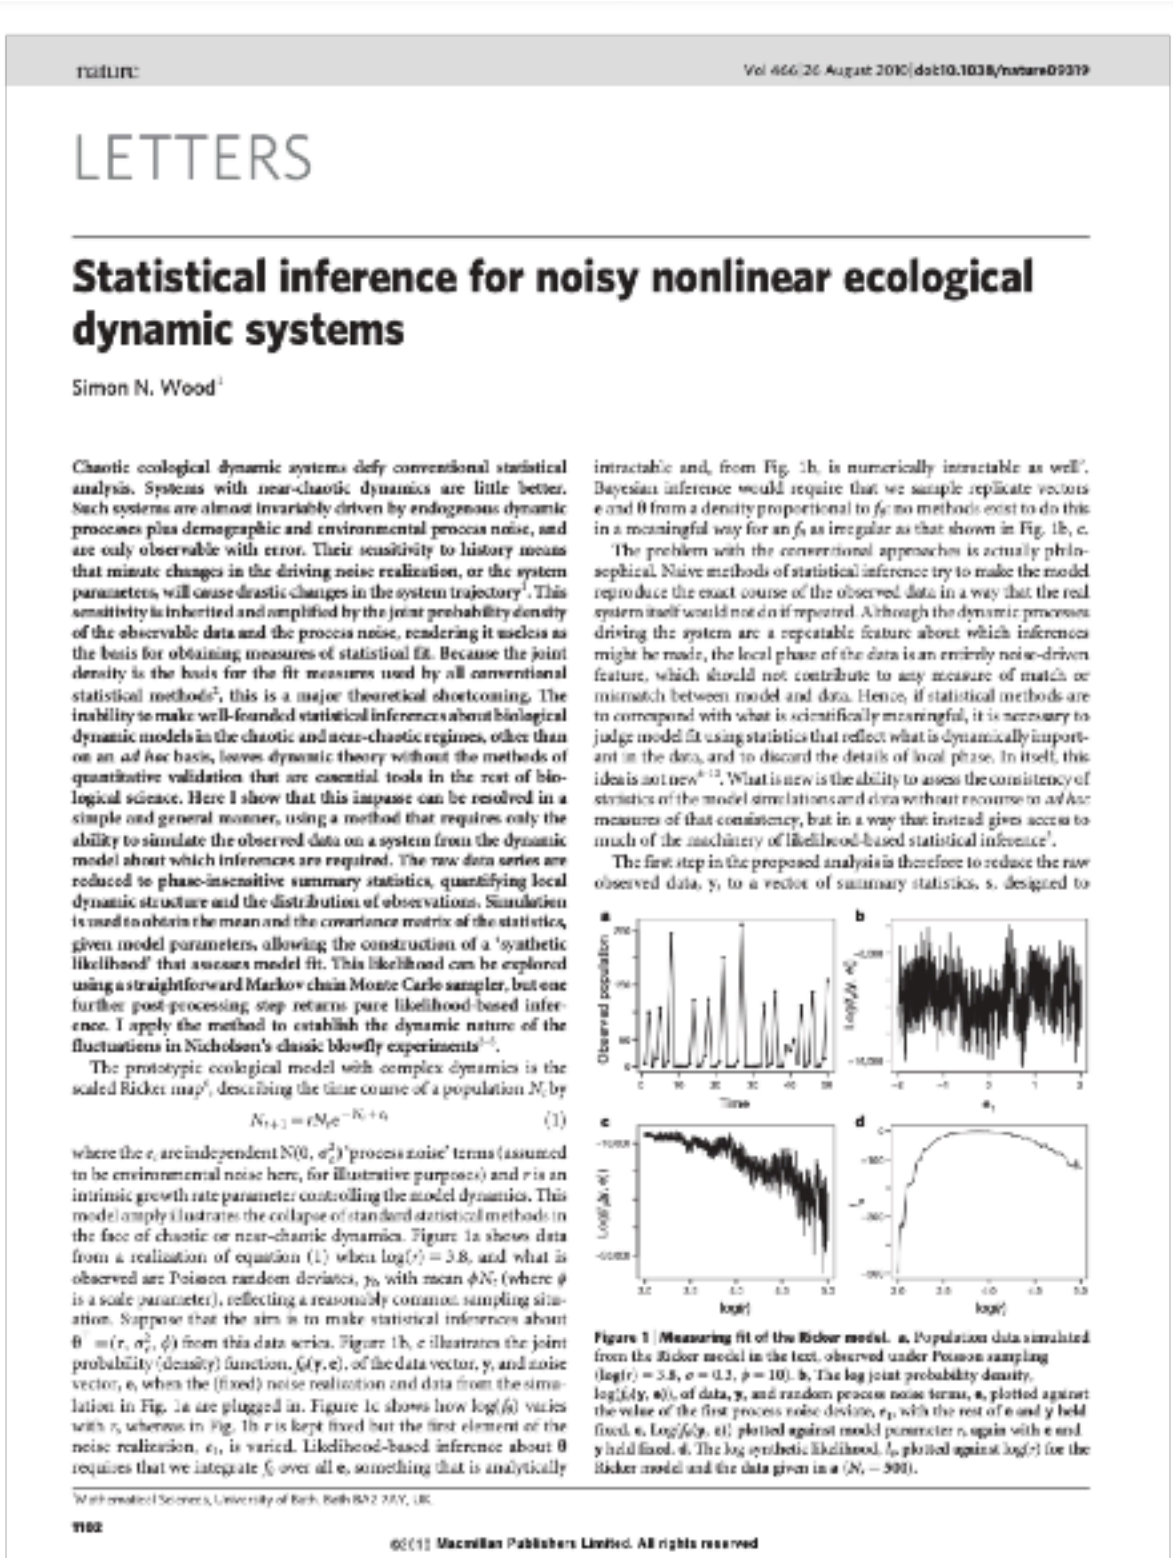 nature
Vol 466|26 August 2010|doi:10.1038/nature09319
LETTERS
Statistical inference for noisy nonlinear ecological
dynamic systems
Simon N. Wood1
Chaotic ecological dynamic systems defy conventional statistical
analysis. Systems with near-chaotic dynamics are little better.
Such systems are almost invariably driven by endogenous dynamic
processes plus demographic and environmental process noise, and
are only observable with error. Their sensitivity to history means
that minute changes in the driving noise realization, or the system
parameters, will cause drastic changes in the system trajectory1. This
sensitivity is inherited and amplified by the joint probability density
of the observable data and the process noise, rendering it useless as
the basis for obtaining measures of statistical fit. Because the joint
density is the basis for the fit measures used by all conventional
statistical methods2, this is a major theoretical shortcoming. The
inability to make well-founded statistical inferences about biological
dynamic models in the chaotic and near-chaotic regimes, other than
on an ad hoc basis, leaves dynamic theory without the methods of
quantitative validation that are essential tools in the rest of bio-
logical science. Here I show that this impasse can be resolved in a
simple and general manner, using a method that requires only the
ability to simulate the observed data on a system from the dynamic
model about which inferences are required. The raw data series are
reduced to phase-insensitive summary statistics, quantifying local
dynamic structure and the distribution of observations. Simulation
is used to obtain the mean and the covariance matrix of the statistics,
given model parameters, allowing the construction of a 'synthetic
likelihood' that assesses model fit. This likelihood can be explored
using a straightforward Markov chain Monte Carlo sampler, but one
further post-processing step returns pure likelihood-based infer-
ence. I apply the method to establish the dynamic nature of the
fluctuations in Nicholson's classic blowfly experiments
The prototypic ecological model with complex dynamics is the
scaled Ricker map, describing the time course of a population Nt by
Nt+1 = rNte−Nt+et (1)
where the et are independent N(0, σe2) 'process noise' terms (assumed
to be environmental noise here, for illustrative purposes) and r is an
intrinsic growth rate parameter controlling the model dynamics. This
model amply illustrates the collapse of standard statistical methods in
the face of chaotic or near-chaotic dynamics. Figure 1a shows data
from a realization of equation (1) when log(r) = 3.8, and what is
observed are Poisson random deviates, yt, with mean ϕNt (where ϕ
is a scale parameter), reflecting a reasonably common sampling situ-
ation. Suppose that the aim is to make statistical inferences about
θ = (r, σe2, ϕ) from this data series. Figure 1b, c illustrates the joint
probability (density) function, fθ(y, e), of the data vector, y, and noise
vector, e, when the (fixed) noise realization and data from the simu-
lation in Fig. 1a are plugged in. Figure 1c shows how log(fθ) varies
with r, whereas in Fig. 1b r is kept fixed but the first element of the
noise realization, e1, is varied. Likelihood-based inference about θ
requires that we integrate fθ over all e, something that is analytically
intractable and, from Fig. 1b, is numerically intractable as well.
Bayesian inference would require that we sample replicate vectors
e and θ from a density proportional to fθ: no methods exist to do this
in a meaningful way for an fθ as irregular as that shown in Fig. 1b, c.
The problem with the conventional approaches is actually philo-
sophical. Naive methods of statistical inference try to make the model
reproduce the exact course of the observed data in a way that the real
system itself would not do if repeated. Although the dynamic processes
driving the system are a repeatable feature about which inferences
might be made, the local phase of the data is an entirely noise-driven
feature, which should not contribute to any measure of match or
mismatch between model and data. Hence, if statistical methods are
to correspond with what is scientifically meaningful, it is necessary to
judge model fit using statistics that reflect what is dynamically import-
ant in the data, and to discard the details of local phase. In itself, this
idea is not new. What is new is the ability to assess the consistency of
statistics of the model simulations and data without recourse to ad hoc
measures of that consistency, but in a way that instead gives access to
much of the machinery of likelihood-based statistical inference.
The first step in the proposed analysis is therefore to reduce the raw
observed data, y, to a vector of summary statistics, s, designed to
a
Observed population
Time
b
e1
c
log(r)
d
log(r)
Figure 1 | Measuring fit of the Ricker model. a, Population data simulated
from the Ricker model in the text, observed under Poisson sampling
(log(r) = 3.8, σ = 0.3, ϕ = 10). b, The log joint probability density,
log(fθ(y, e)), of data, y, and random process noise terms, e, plotted against
the value of the first process noise deviate, e1, with the rest of e and y held
fixed. c, Log(fθ(y, e)) plotted against model parameter r, again with e and
y held fixed. d, The log synthetic likelihood, ls, plotted against log(r) for the
Ricker model and the data given in a (Nr = 500).
1Mathematical Sciences, University of Bath, Bath BA2 7AY, UK.
1102
©2010 Macmillan Publishers Limited. All rights reserved